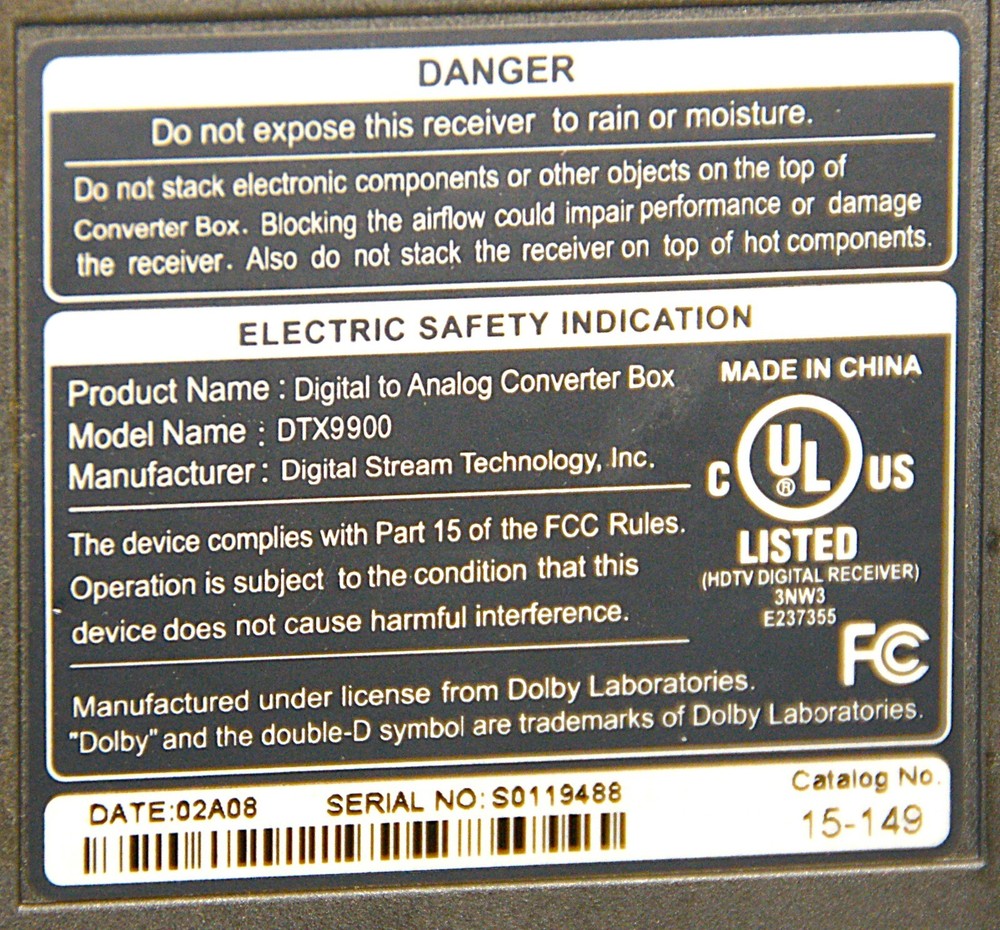 DANGER
Do not expose this receiver to rain or moisture.
Do not stack electronic components or other objects on the top of
Converter Box. Blocking the airflow could impair performance or damage
the receiver. Also do not stack the receiver on top of hot components.
ELECTRIC SAFETY INDICATION
Product Name : Digital to Analog Converter Box
Model Name : DTX9900
Manufacturer : Digital Stream Technology, Inc.
The device complies with Part 15 of the FCC Rules.
Operation is subject to the condition that this
device does not cause harmful interference.
Manufactured under license from Dolby Laboratories.
"Dolby" and the double-D symbol are trademarks of Dolby Laboratories.
MADE IN CHINA
C UL® US
LISTED
(HDTV DIGITAL RECEIVER)
3NW3
E237355
FC
DATE:02A08 SERIAL NO: S0119488
Catalog No.
15-149